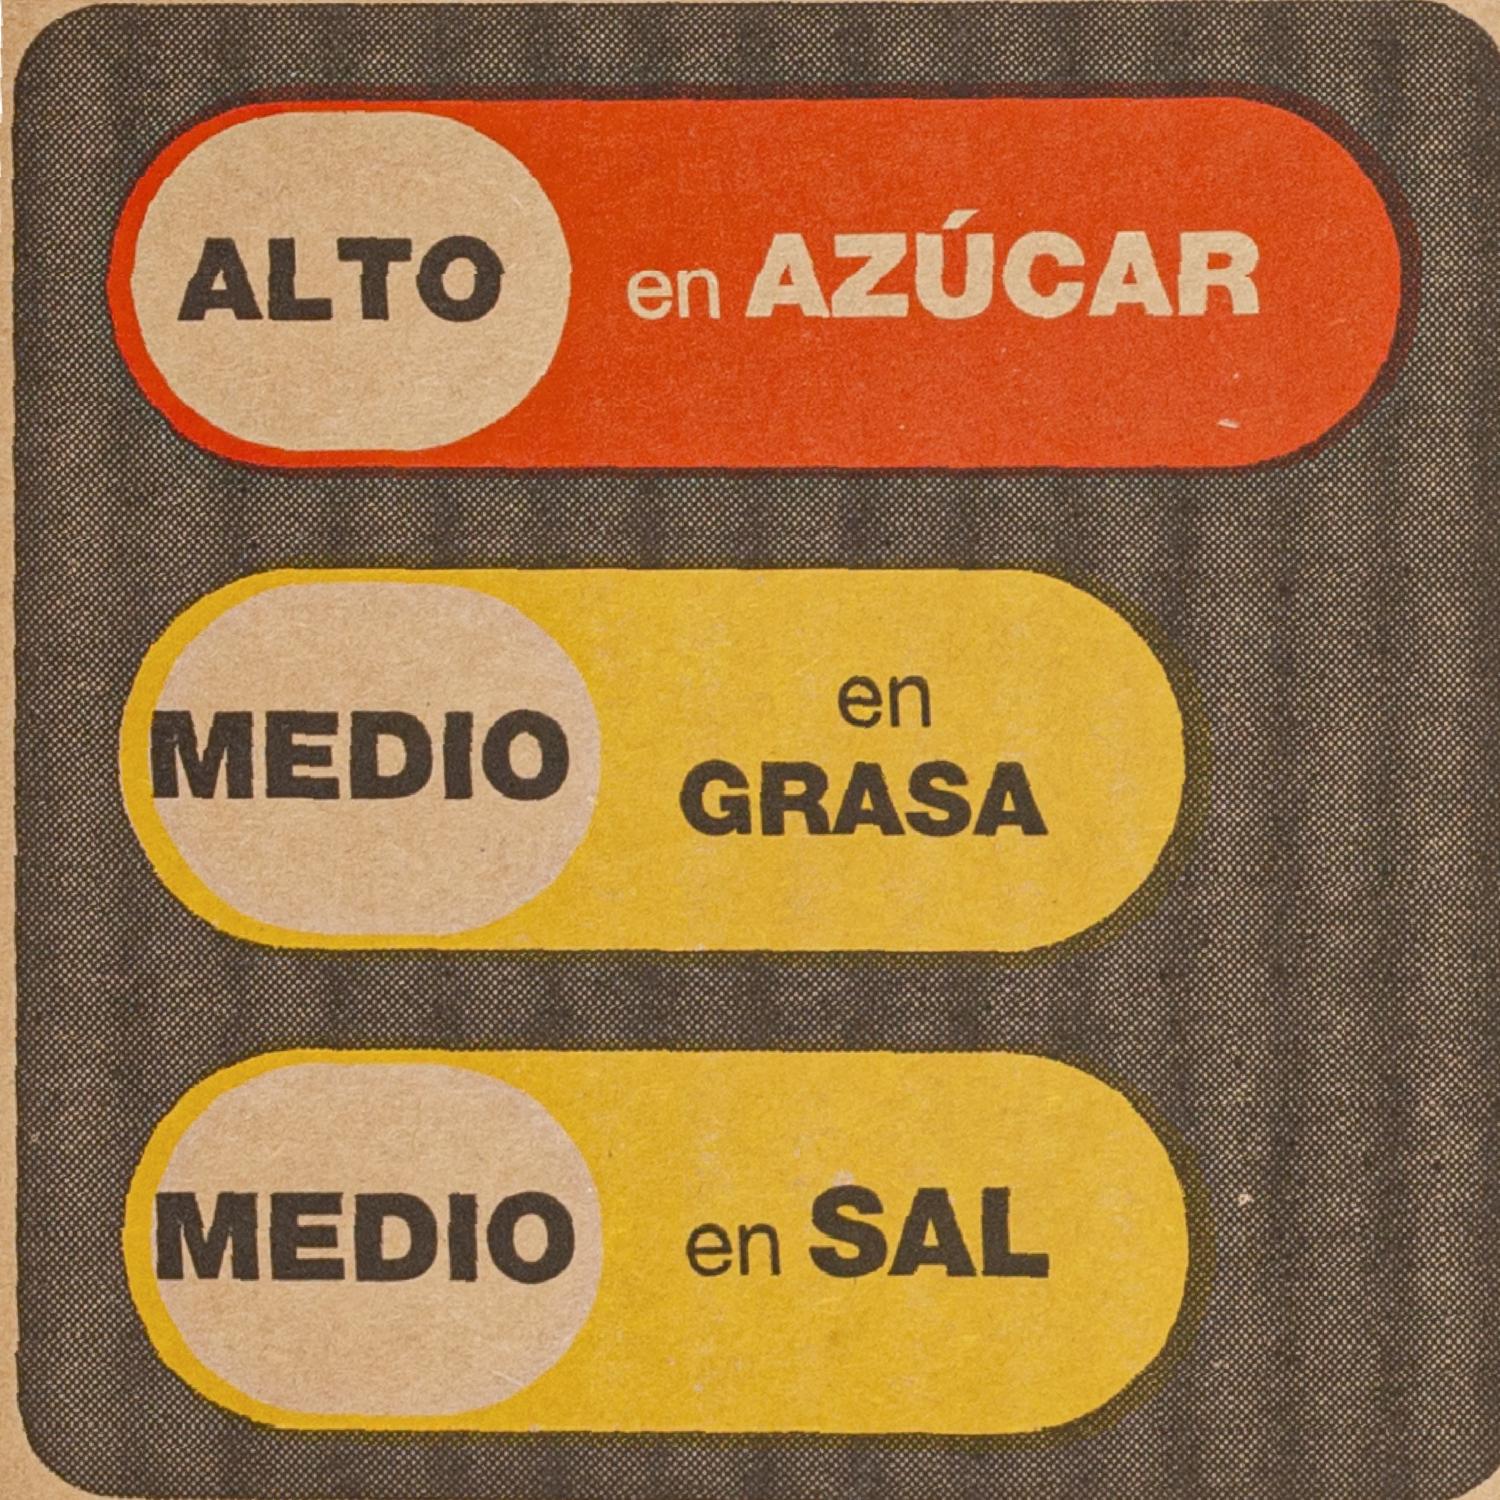 ALTO en AZÚCAR
MEDIO en
GRASA
MEDIO en SAL